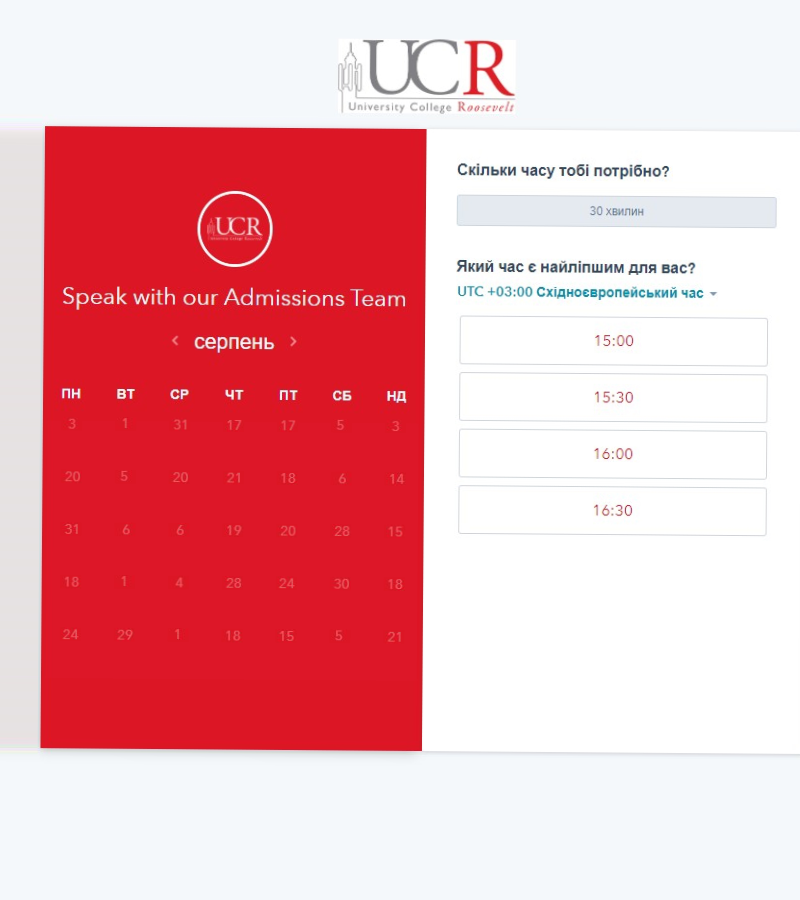 UCR
University College Roosevelt
UCR
Speak with our Admissions Team
серпень
ПН ВТ СР ЧТ ПТ СБ НД
3 1 31 17 17 5 3
20 5 20 21 18 6 14
31 6 6 19 20 28 15
18 1 4 28 24 30 18
24 29 1 18 15 5 21
Скільки часу тобі потрібно?
30 хвилин
Який час є найліпшим для вас?
UTC +03:00 Східноєвропейський час
15:00
15:30
16:00
16:30